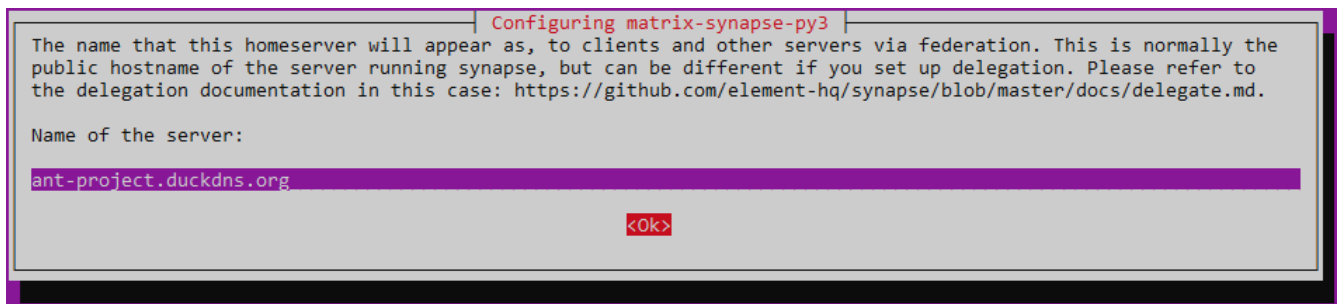 Configuring matrix-synapse-py3
The name that this homeserver will appear as, to clients and other servers via federation. This is normally the
public hostname of the server running synapse, but can be different if you set up delegation. Please refer to
the delegation documentation in this case: https://github.com/element-hq/synapse/blob/master/docs/delegate.md.
Name of the server:
ant-project.duckdns.org
<Ok>